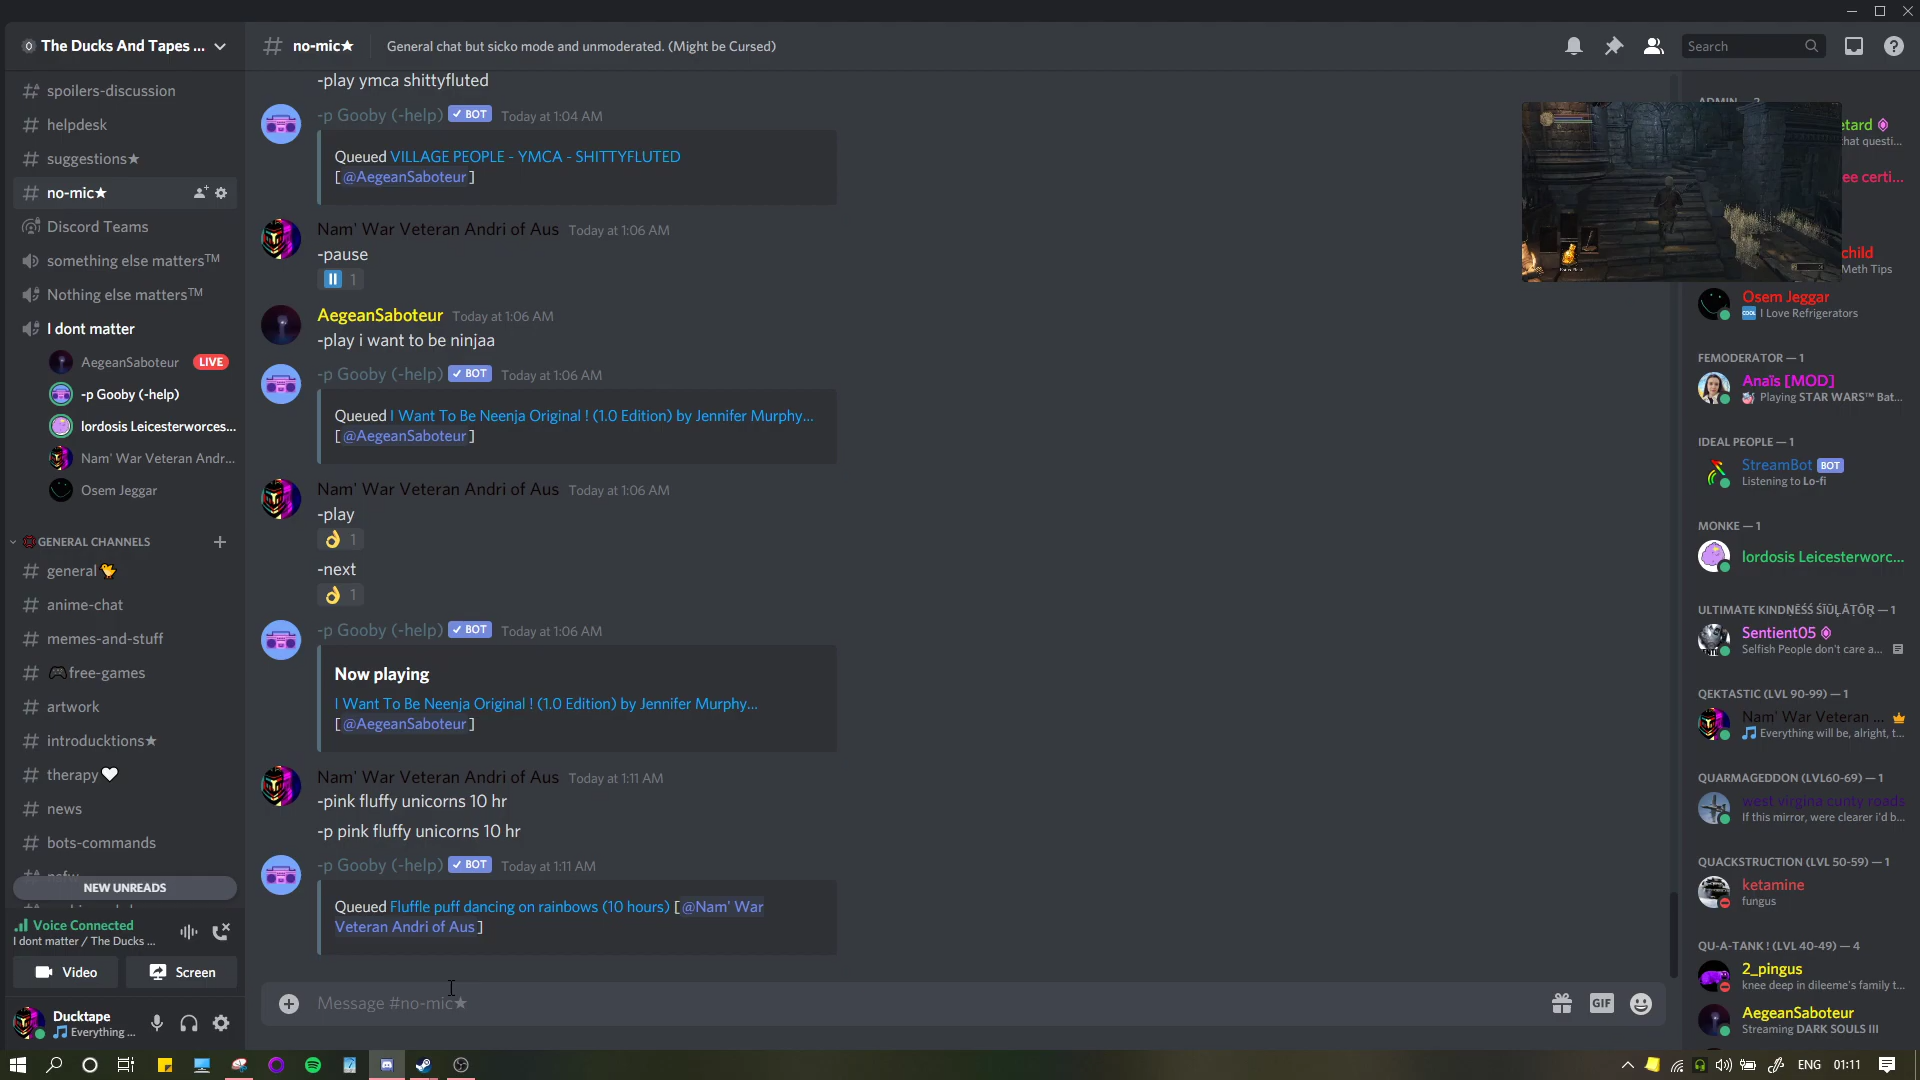 The Ducks And Tapes ...
# no-mic★
General chat but sicko mode and unmoderated. (Might be Cursed)
Search
spoilers-discussion
helpdesk
suggestions★
no-mic★
Discord Teams
something else matters™
Nothing else matters™
I dont matter
AegeanSaboteur LIVE
-p Gooby (-help)
lordosis Leicesterworces...
Nam' War Veteran Andr...
Osem Jeggar
GENERAL CHANNELS
general🐤
anime-chat
memes-and-stuff
🎮free-games
artwork
introducktions★
therapy🤍
news
bots-commands
NEW UNREADS
Voice Connected
I dont matter / The Ducks ...
Video
Screen
Ducktape
🎵 Everything ...
-play ymca shittyfluted
-p Gooby (-help) ✓ BOT Today at 1:04 AM
Queued VILLAGE PEOPLE - YMCA - SHITTYFLUTED
[@AegeanSaboteur]
Nam' War Veteran Andri of Aus Today at 1:06 AM
-pause
⏸ 1
AegeanSaboteur Today at 1:06 AM
-play i want to be ninjaa
-p Gooby (-help) ✓ BOT Today at 1:06 AM
Queued I Want To Be Neenja Original ! (1.0 Edition) by Jennifer Murphy...
[@AegeanSaboteur]
Nam' War Veteran Andri of Aus Today at 1:06 AM
-play
👌 1
-next
👌 1
-p Gooby (-help) ✓ BOT Today at 1:06 AM
Now playing
I Want To Be Neenja Original ! (1.0 Edition) by Jennifer Murphy...
[@AegeanSaboteur]
Nam' War Veteran Andri of Aus Today at 1:11 AM
-pink fluffy unicorns 10 hr
-p pink fluffy unicorns 10 hr
-p Gooby (-help) ✓ BOT Today at 1:11 AM
Queued Fluffle puff dancing on rainbows (10 hours) [@Nam' War
Veteran Andri of Aus]
Message #no-mic★
GIF
etard
hat questi...
ee certi...
child
Meth Tips
Osem Jeggar
COOL I Love Refrigerators
FEMODERATOR — 1
Anaïs [MOD]
Playing STAR WARS™ Bat...
IDEAL PEOPLE — 1
StreamBot BOT
Listening to Lo-fi
MONKE — 1
lordosis Leicesterworc...
Sentient05
Selfish People don't care a...
QEKTASTIC (LVL 90-99) — 1
Nam' War Veteran ...
🎵 Everything will be, alright, t...
QUARMAGEDDON (LVL60-69) — 1
west virgina cunty roads
If this mirror, were clearer i'd b...
QUACKSTRUCTION (LVL 50-59) — 1
ketamine
fungus
QU-A-TANK ! (LVL 40-49) — 4
2_pingus
knee deep in dileeme's family t...
AegeanSaboteur
Streaming DARK SOULS III
ENG 01:11